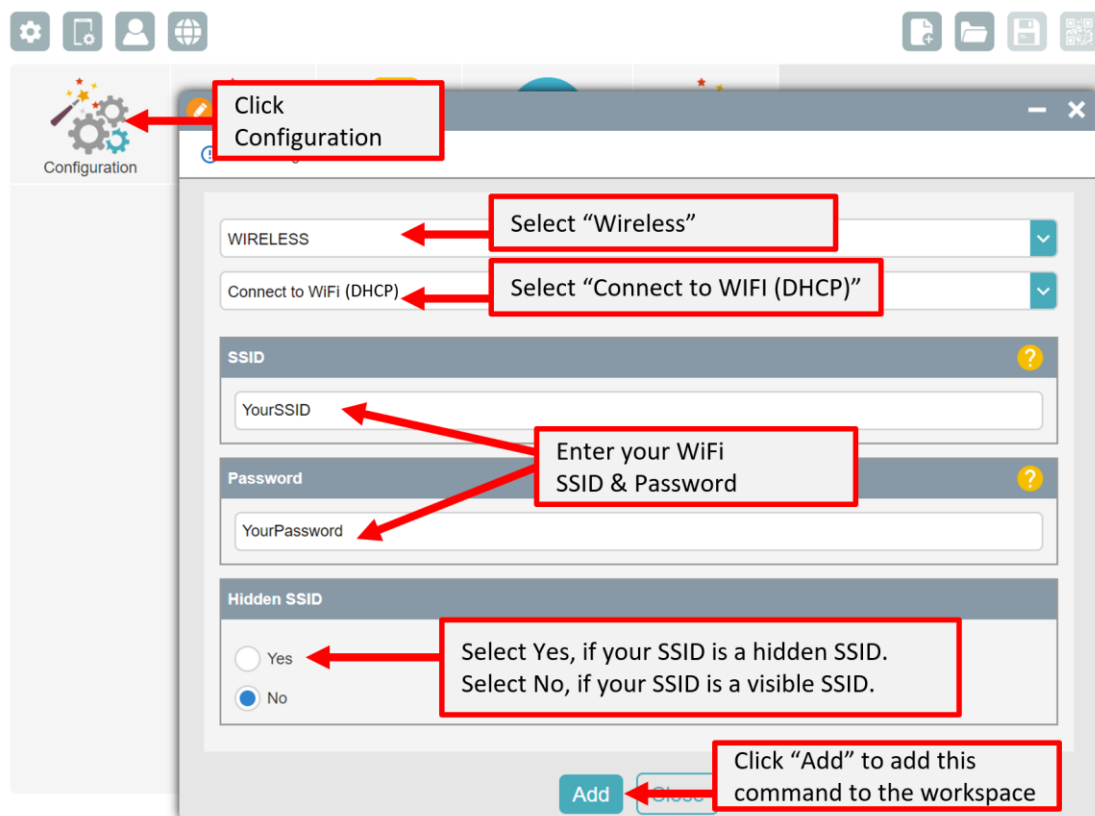 Click
Configuration
Configuration
WIRELESS
Select “Wireless”
Connect to WiFi (DHCP)
Select “Connect to WIFI (DHCP)”
SSID
?
YourSSID
Enter your WiFi
SSID & Password
Password
?
YourPassword
Hidden SSID
Yes
No
Select Yes, if your SSID is a hidden SSID.
Select No, if your SSID is a visible SSID.
Click “Add” to add this
command to the workspace
Add
Close